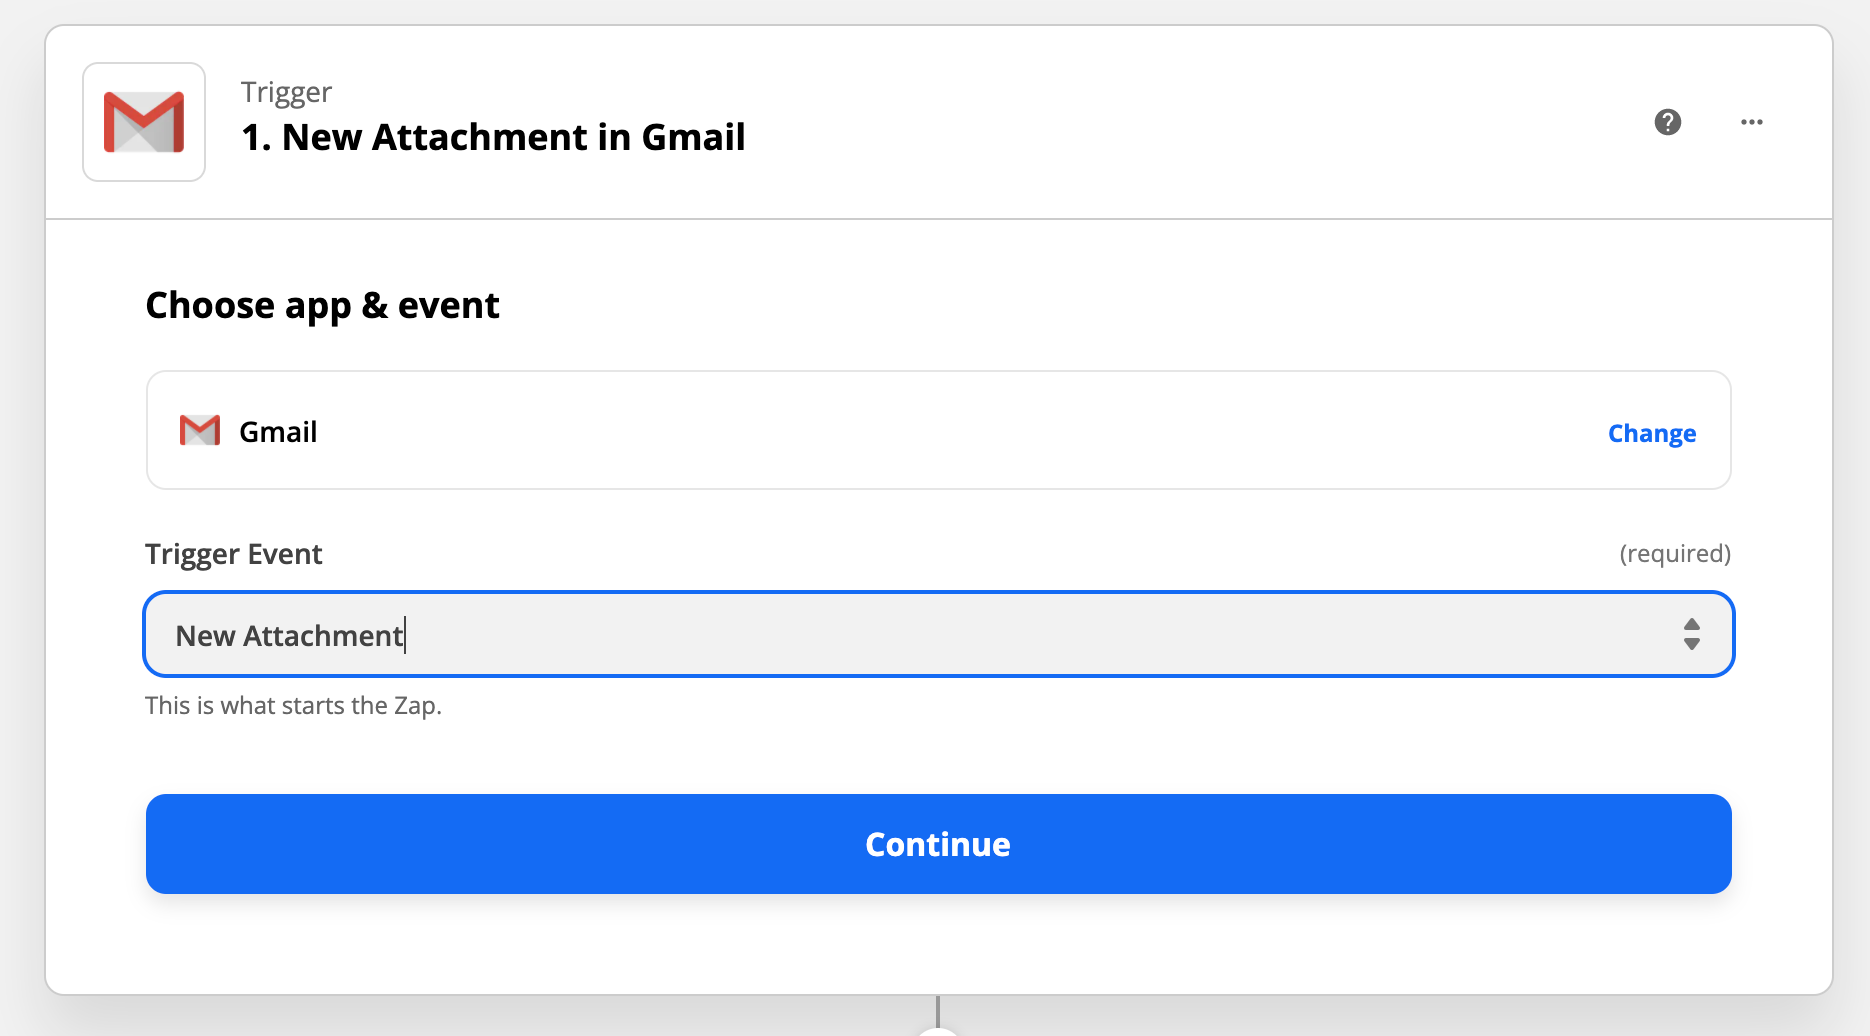 Trigger
1. New Attachment in Gmail
Choose app & event
Gmail
Change
Trigger Event
(required)
New Attachment
This is what starts the Zap.
Continue